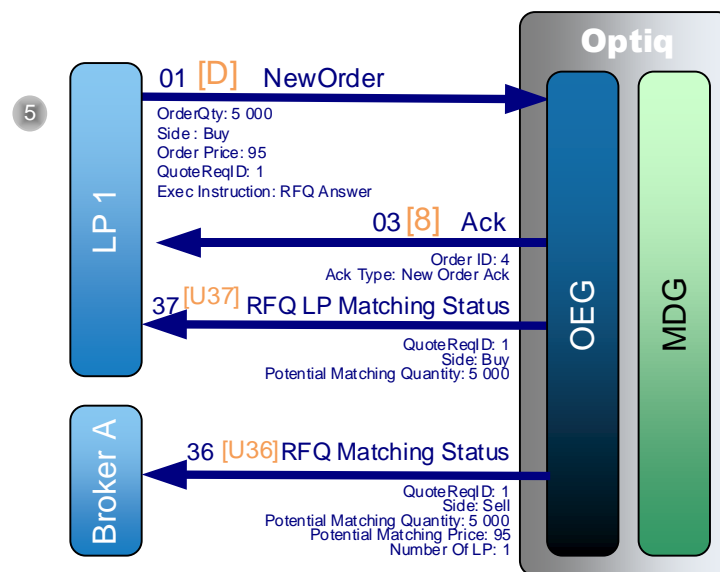 Optiq
5
LP 1
01 [D] NewOrder
OrderQty: 5 000
Side : Buy
Order Price: 95
QuoteReqID: 1
Exec Instruction: RFQ Answer
03 [8] Ack
Order ID: 4
Ack Type: New Order Ack
37 [U37] RFQ LP Matching Status
QuoteReqID: 1
Side: Buy
Potential Matching Quantity: 5 000
OEG
MDG
Broker A
36 [U36] RFQ Matching Status
QuoteReqID: 1
Side: Sell
Potential Matching Quantity: 5 000
Potential Matching Price: 95
Number Of LP: 1